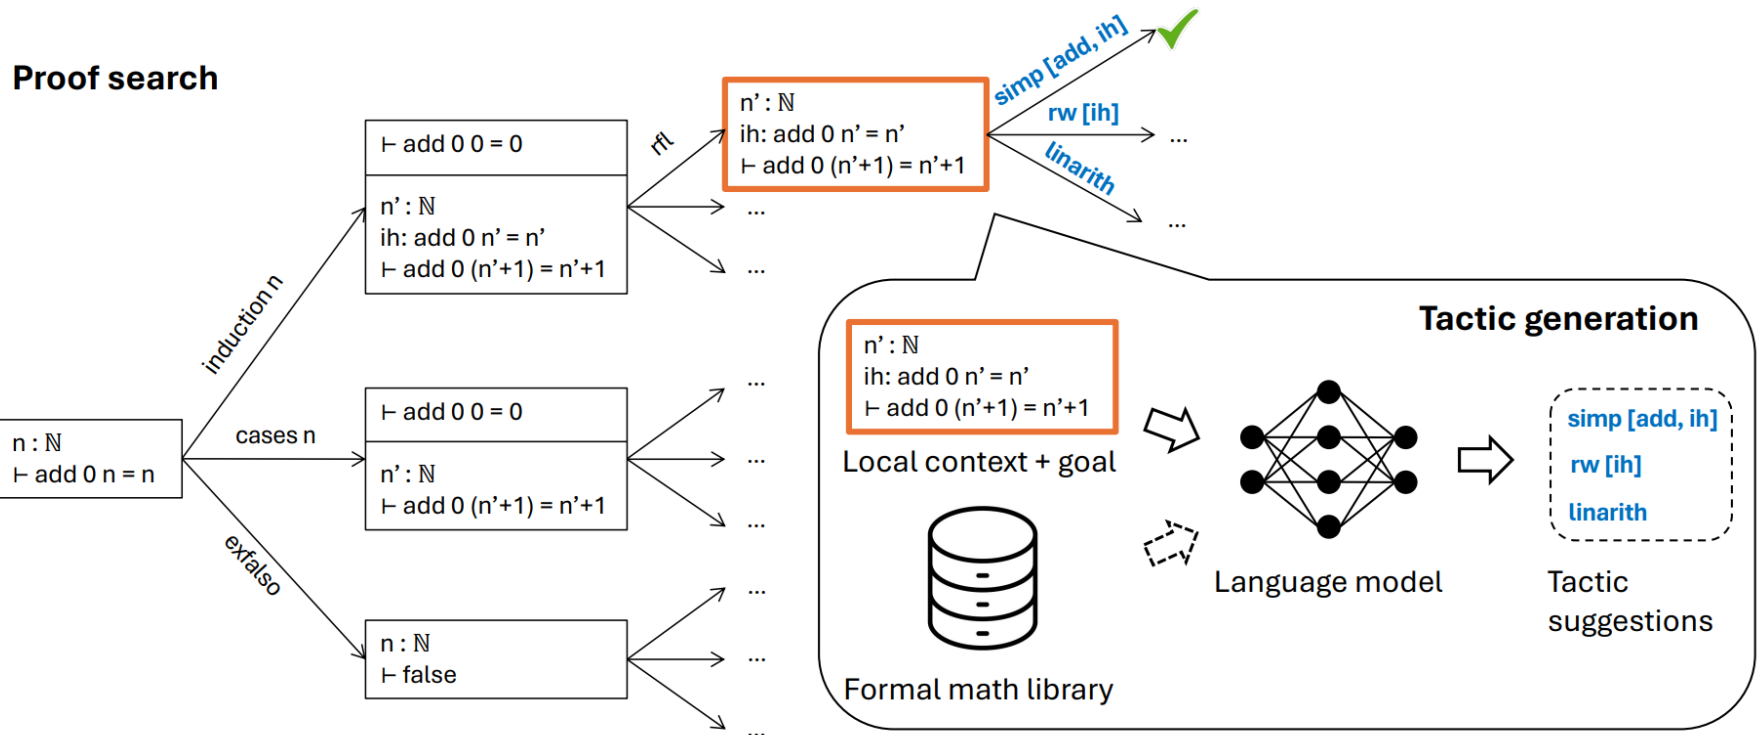 Proof search
n : ℕ
⊢ add 0 n = n
induction n
cases n
exfalso
⊢ add 0 0 = 0
n’ : ℕ
ih: add 0 n’ = n’
⊢ add 0 (n’+1) = n’+1
⊢ add 0 0 = 0
n’ : ℕ
⊢ add 0 (n’+1) = n’+1
n : ℕ
⊢ false
rfl
...
...
...
...
...
...
...
...
n’ : ℕ
ih: add 0 n’ = n’
⊢ add 0 (n’+1) = n’+1
simp [add, ih]
rw [ih]
...
linarith
...
Tactic generation
n’ : ℕ
ih: add 0 n’ = n’
⊢ add 0 (n’+1) = n’+1
Local context + goal
Formal math library
Language model
simp [add, ih]
rw [ih]
linarith
Tactic
suggestions